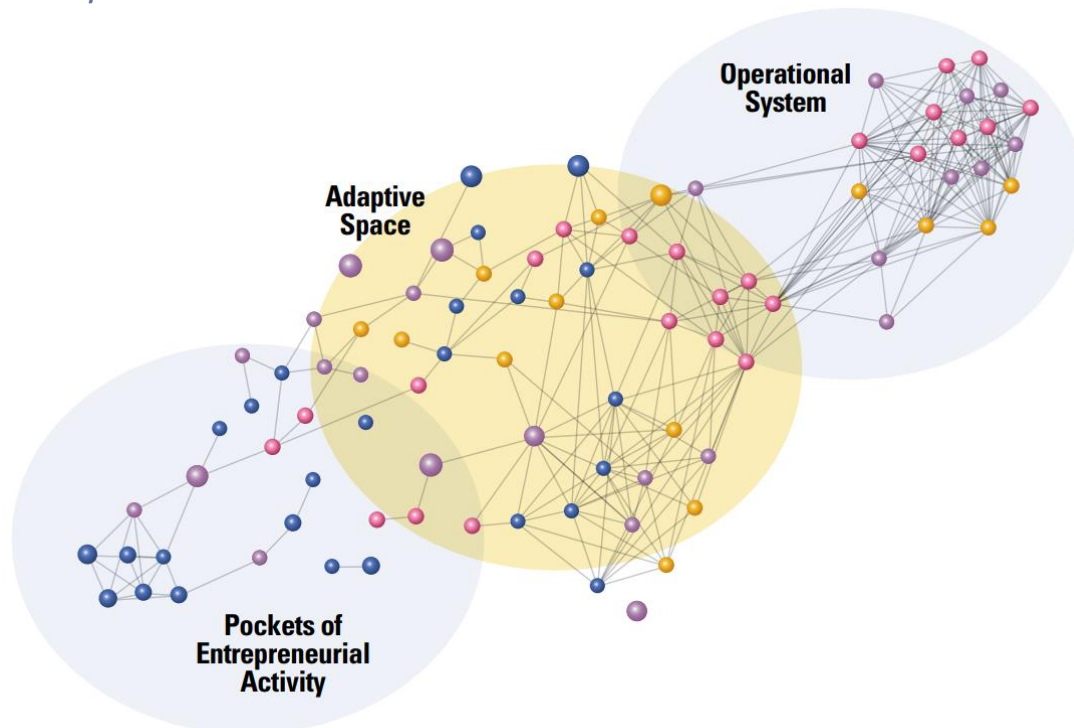 Operational
System
Adaptive
Space
Pockets of
Entrepreneurial
Activity